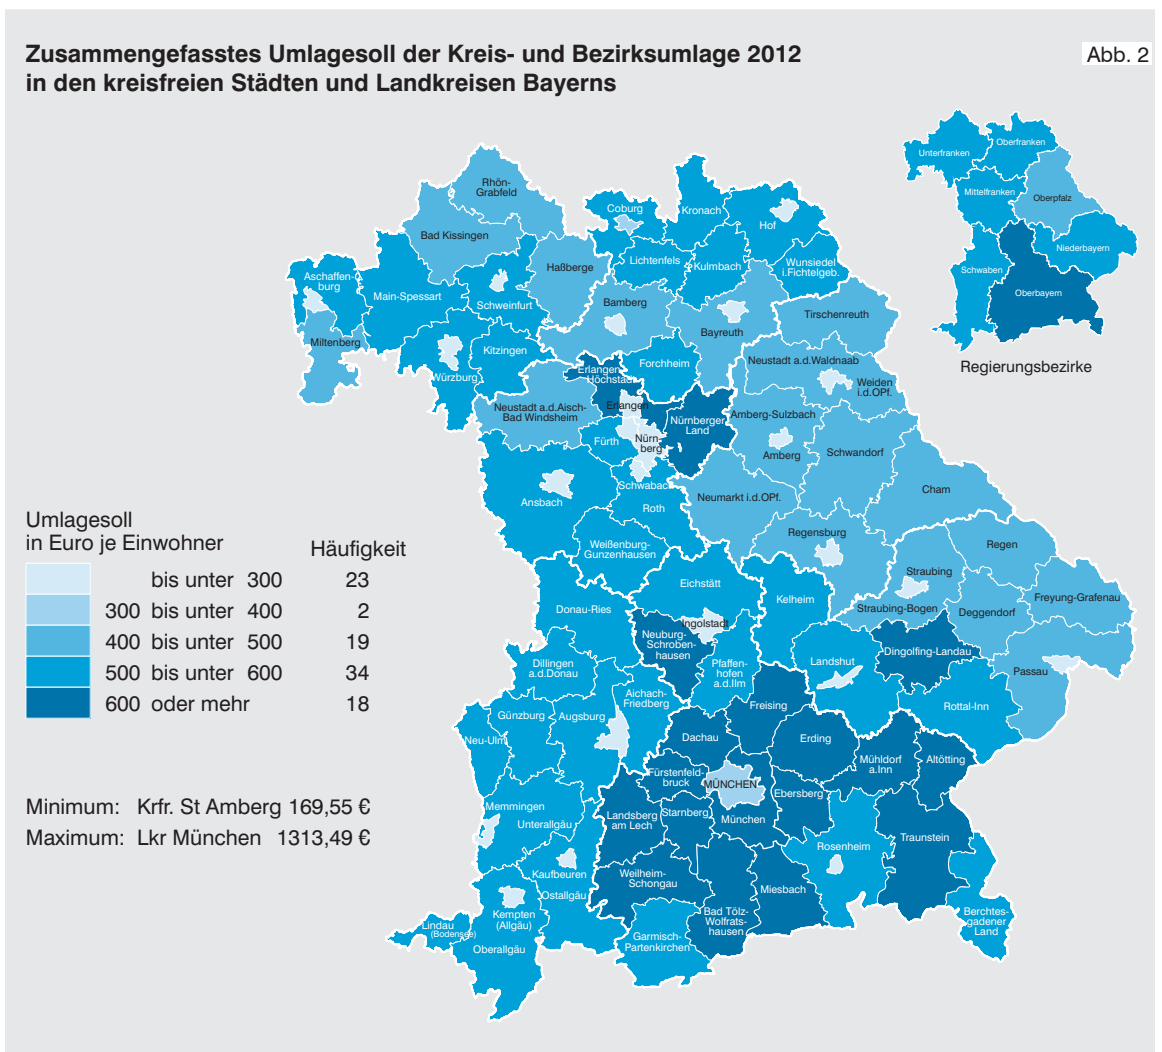 Zusammengefasstes Umlagesoll der Kreis- und Bezirksumlage 2012
in den kreisfreien Städten und Landkreisen Bayerns
Abb. 2
Unterfranken
Oberfranken
Mittelfranken
Oberpfalz
Niederbayern
Schwaben
Oberbayern
Regierungsbezirke
Rhön-
Grabfeld
Bad Kissingen
Coburg
Kronach
Hof
Lichtenfels
Kulmbach
Wunsiedel
i.Fichtelgeb.
Haßberge
Aschaffen-
burg
Main-Spessart
Schweinfurt
Bamberg
Bayreuth
Tirschenreuth
Miltenberg
Würzburg
Kitzingen
Forchheim
Erlangen-
Höchstadt
Neustadt a.d.Waldnaab
Weiden
i.d.OPf.
Neustadt a.d.Aisch-
Bad Windsheim
Erlangen
Nürnberger
Land
Amberg-Sulzbach
Fürth
Nürn-
berg
Amberg
Schwandorf
Schwabach
Ansbach
Roth
Neumarkt i.d.OPf.
Cham
Weißenburg-
Gunzenhausen
Regensburg
Regen
Eichstätt
Straubing
Kelheim
Straubing-Bogen
Deggendorf
Freyung-Grafenau
Donau-Ries
Ingolstadt
Neuburg-
Schroben-
hausen
Pfaffen-
hofen
a.d.Ilm
Landshut
Dingolfing-Landau
Passau
Dillingen
a.d.Donau
Aichach-
Friedberg
Rottal-Inn
Günzburg
Augsburg
Freising
Neu-Ulm
Dachau
Erding
Mühldorf
a.Inn
Altötting
Fürstenfeld-
bruck
MÜNCHEN
Ebersberg
Memmingen
Unterallgäu
Landsberg
am Lech
Starnberg
München
Traunstein
Rosenheim
Kaufbeuren
Weilheim-
Schongau
Miesbach
Ostallgäu
Kempten
(Allgäu)
Bad Tölz-
Wolfrats-
hausen
Berchtes-
gadener
Land
Lindau
(Bodensee)
Oberallgäu
Garmisch-
Partenkirchen
Umlagesoll
in Euro je Einwohner
Häufigkeit
bis unter 300 23
300 bis unter 400 2
400 bis unter 500 19
500 bis unter 600 34
600 oder mehr 18
Minimum: Krfr. St Amberg 169,55 €
Maximum: Lkr München 1313,49 €